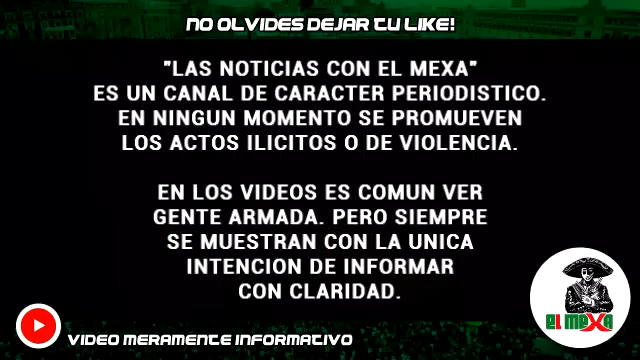 NO OLVIDES DEJAR TU LIKE!
"LAS NOTICIAS CON EL MEXA"
ES UN CANAL DE CARACTER PERIODISTICO.
EN NINGUN MOMENTO SE PROMUEVEN
LOS ACTOS ILICITOS O DE VIOLENCIA.
EN LOS VIDEOS ES COMUN VER
GENTE ARMADA. PERO SIEMPRE
SE MUESTRAN CON LA UNICA
INTENCION DE INFORMAR
CON CLARIDAD.
EL MEXA
VIDEO MERAMENTE INFORMATIVO